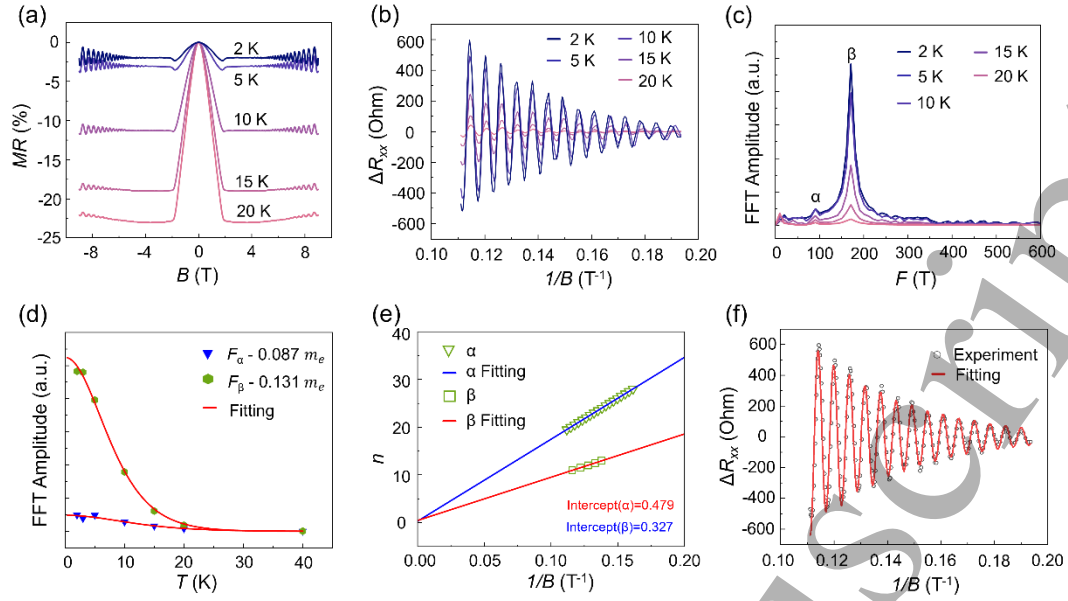 (a)
MR (%)
0
-5
-10
-15
-20
-25
2 K
5 K
10 K
15 K
20 K
-8
-4
0
4
8
B (T)
(b)
ΔRxx (Ohm)
600
400
200
0
-200
-400
-600
2 K
5 K
10 K
15 K
20 K
0.10
0.12
0.14
0.16
0.18
0.20
1/B (T-1)
(c)
FFT Amplitude (a.u.)
2 K
5 K
10 K
15 K
20 K
α
β
0
100
200
300
400
500
600
F (T)
(d)
FFT Amplitude (a.u.)
Fα - 0.087 me
Fβ - 0.131 me
Fitting
0
10
20
30
40
T (K)
(e)
n
40
30
20
10
0
α
α Fitting
β
β Fitting
Intercept(α)=0.479
Intercept(β)=0.327
0.00
0.05
0.10
0.15
0.20
1/B (T-1)
(f)
ΔRxx (Ohm)
600
400
200
0
-200
-400
-600
Experiment
Fitting
0.10
0.12
0.14
0.16
0.18
0.20
1/B (T-1)
scrip